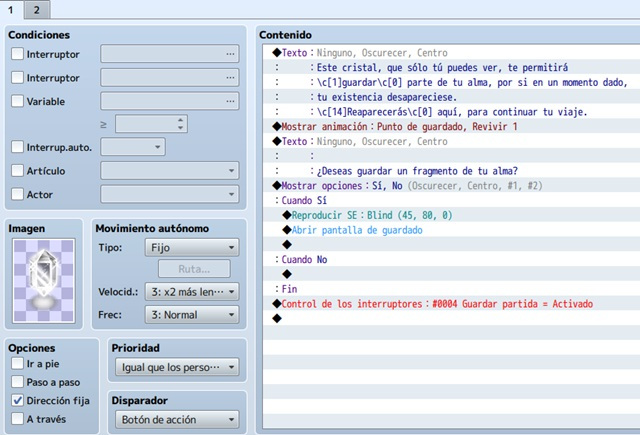 1 2
Condiciones
Interruptor ...
Interruptor ...
Variable ...
≥
Interrup.auto.
Artículo
Actor
Imagen
Movimiento autónomo
Tipo: Fijo
Ruta...
Velocid.: 3: x2 más len···
Frec: 3: Normal
Opciones
Ir a pie
Paso a paso
Dirección fija
A través
Prioridad
Igual que los perso···
Disparador
Botón de acción
Contenido
◆Texto：Ninguno, Oscurecer, Centro
：　　：Este cristal, que sólo tú puedes ver, te permitirá
：　　：\c[1]guardar\c[0] parte de tu alma, por si en un momento dado,
：　　：tu existencia desapareciese.
：　　：\c[14]Reaparecerás\c[0] aquí, para continuar tu viaje.
◆Mostrar animación：Punto de guardado, Revivir 1
◆Texto：Ninguno, Oscurecer, Centro
：　　：
：　　：¿Deseas guardar un fragmento de tu alma?
◆Mostrar opciones：Sí, No (Oscurecer, Centro, #1, #2)
：Cuando Sí
◆Reproducir SE：Blind (45, 80, 0)
◆Abrir pantalla de guardado
◆
：Cuando No
◆
：Fin
◆Control de los interruptores：#0004 Guardar partida = Activado
◆